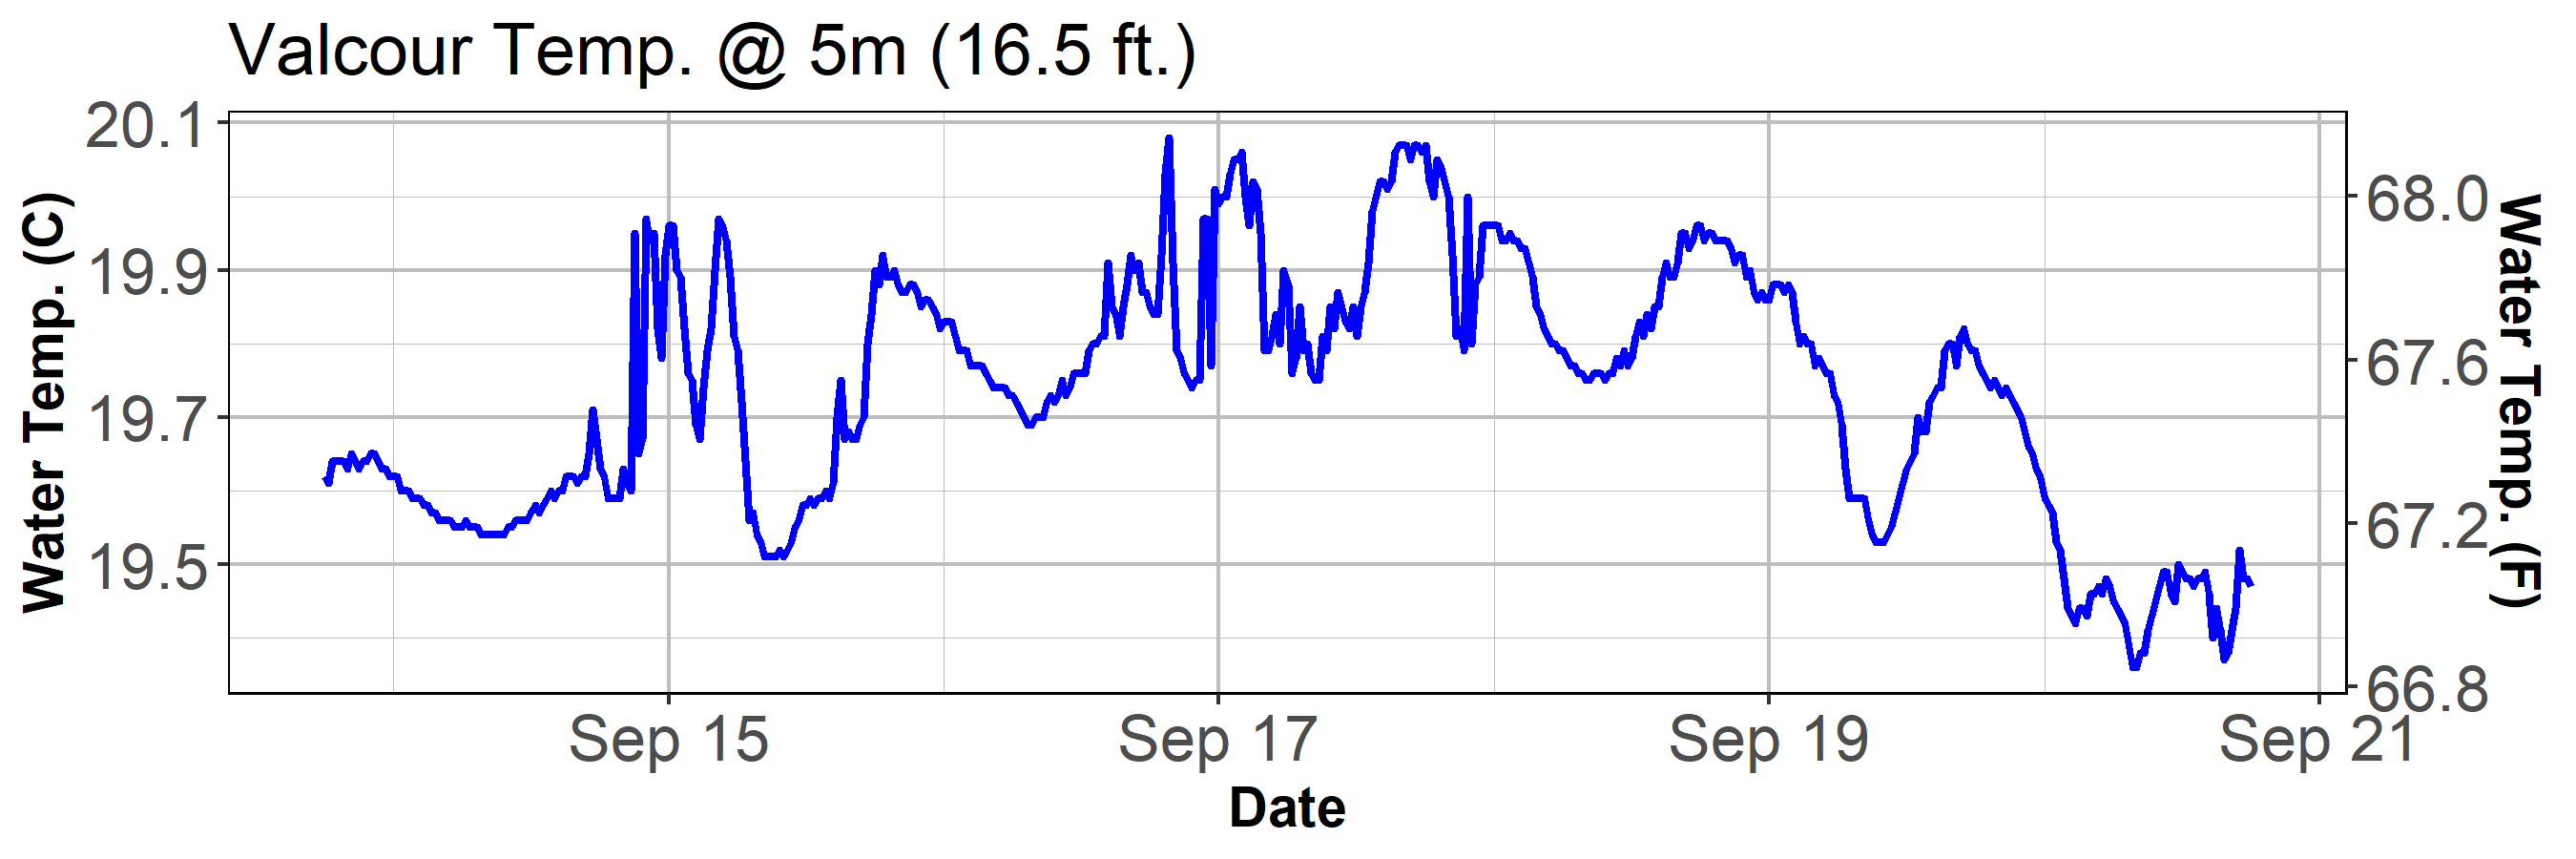 Valcour Temp. @ 5m (16.5 ft.)
20.1
19.9
19.7
19.5
Water Temp. (C)
68.0
67.6
67.2
66.8
Water Temp. (F)
Sep 15
Sep 17
Sep 19
Sep 21
Date